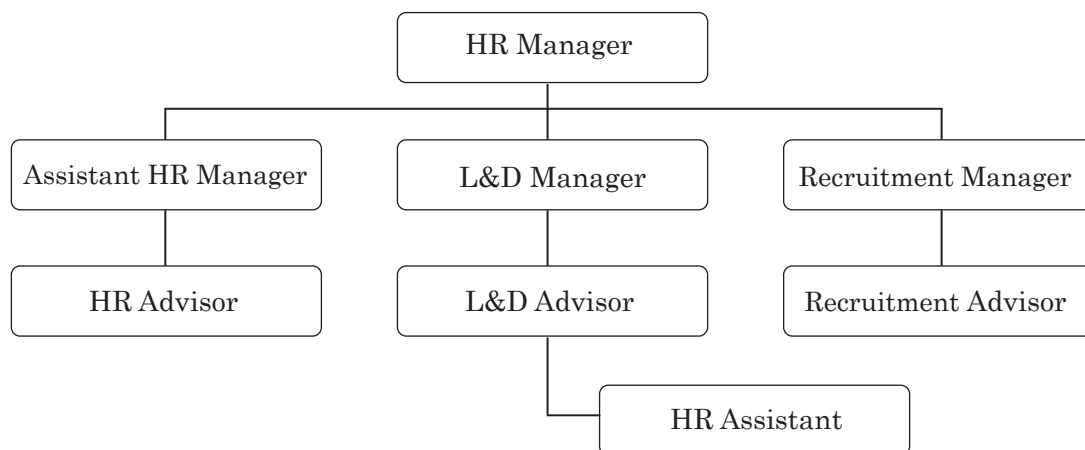 HR Manager
Assistant HR Manager
L&D Manager
Recruitment Manager
HR Advisor
L&D Advisor
Recruitment Advisor
HR Assistant